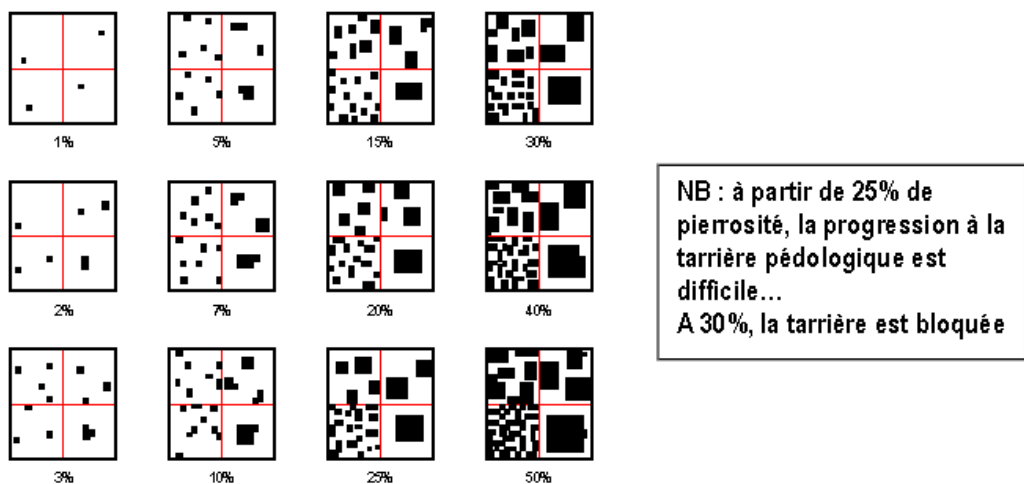 1%
5%
15%
30%
2%
7%
20%
40%
3%
10%
25%
50%
NB : à partir de 25% de
pierrosité, la progression à la
tarrière pédologique est
difficile...
A 30%, la tarrière est bloquée